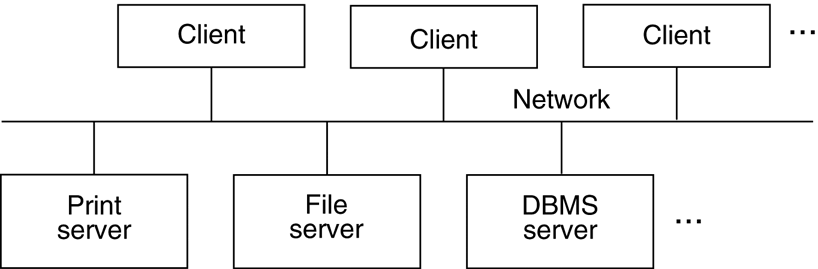 Client
Client
Client
...
Network
Print
server
File
server
DBMS
server
...